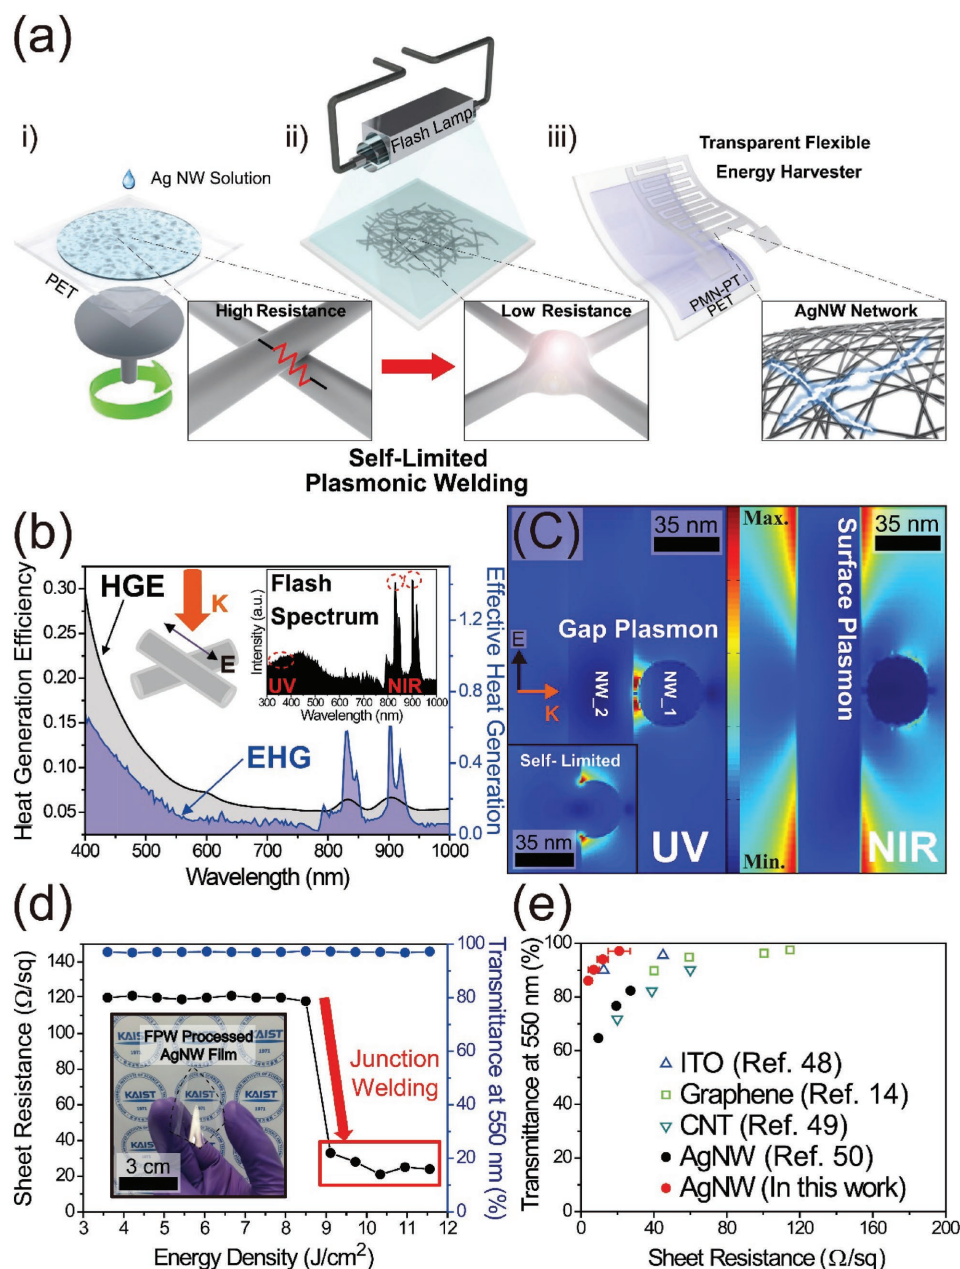 (a)
i)
Ag NW Solution
PET
ii)
Flash Lamp
iii)
Transparent Flexible
Energy Harvester
PMN-PT
PET
High Resistance
Low Resistance
AgNW Network
Self-Limited
Plasmonic Welding
(b)
Heat Generation Efficiency
0.30
0.25
0.20
0.15
0.10
0.05
HGE
K
E
EHG
Flash
Spectrum
Intensity (a.u.)
UV
NIR
300 400 500 600 700 800 900 1000
Wavelength (nm)
Effective Heat Generation
1.2
0.8
0.4
0.0
400 500 600 700 800 900 1000
Wavelength (nm)
(C)
35 nm
Gap Plasmon
E
K
NW_2
NW_1
Self-Limited
35 nm
UV
Max.
Min.
Surface Plasmon
35 nm
NIR
(d)
Sheet Resistance (Ω/sq)
140
120
100
80
60
40
20
0
FPW Processed
AgNW Film
KAIST
1971
3 cm
Junction
Welding
Transmittance at 550 nm (%)
100
80
60
40
20
0
3 4 5 6 7 8 9 10 11 12
Energy Density (J/cm²)
(e)
Transmittance at 550 nm (%)
100
80
60
40
20
0
ITO (Ref. 48)
Graphene (Ref. 14)
CNT (Ref. 49)
AgNW (Ref. 50)
AgNW (In this work)
0 40 80 120 160 200
Sheet Resistance (Ω/sq)